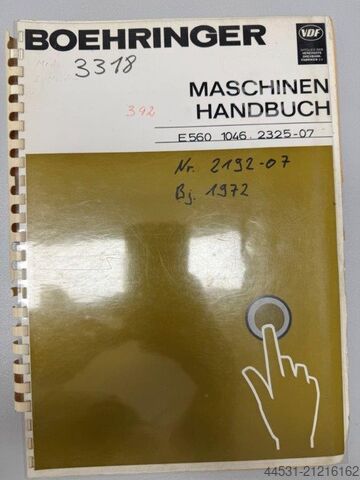 BOEHRINGER
VDF
3318
MASCHINEN
HANDBUCH
392
E560 1046. 2325-07
Nr. 2192-07
Bj. 1972
44531-21216162